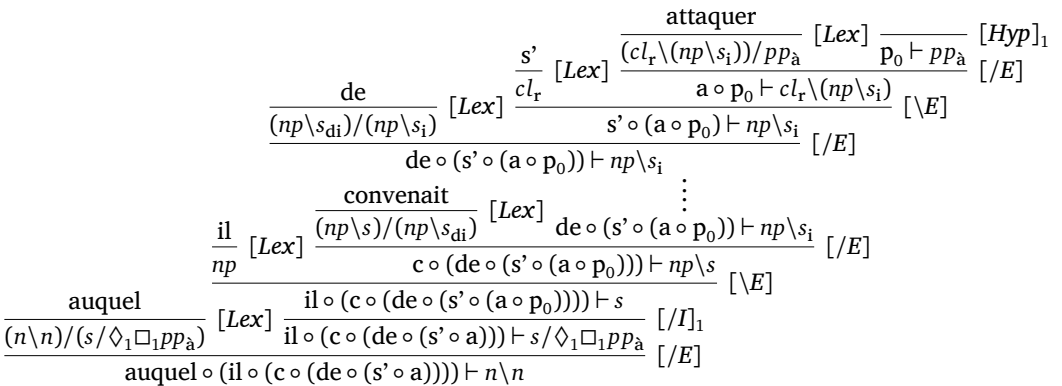 attaquer
(cl_r\(np\s_i))/pp_à [Lex] p_0 ⊢ pp_à [Hyp]_1
s’ [Lex] a ∘ p_0 ⊢ cl_r\(np\s_i) [/E]
cl_r
de [Lex] s’ ∘ (a ∘ p_0) ⊢ np\s_i [\E]
(np\s_di)/(np\s_i)
de ∘ (s’ ∘ (a ∘ p_0)) ⊢ np\s_i [/E]
⋮
convenait
(np\s)/(np\s_di) [Lex] de ∘ (s’ ∘ (a ∘ p_0)) ⊢ np\s_i
il [Lex] c ∘ (de ∘ (s’ ∘ (a ∘ p_0))) ⊢ np\s [/E]
np
il ∘ (c ∘ (de ∘ (s’ ∘ (a ∘ p_0)))) ⊢ s [\E]
auquel
(n\n)/(s/◊_1□_1pp_à) [Lex] il ∘ (c ∘ (de ∘ (s’ ∘ a))) ⊢ s/◊_1□_1pp_à [/I]_1
auquel ∘ (il ∘ (c ∘ (de ∘ (s’ ∘ a)))) ⊢ n\n [/E]